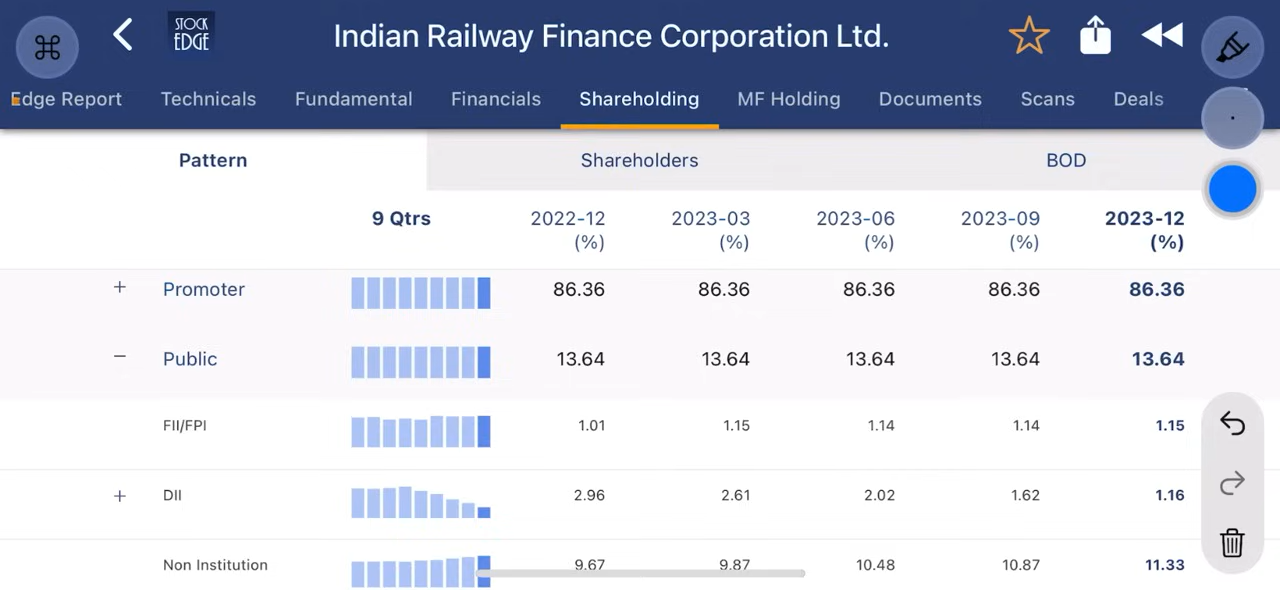 STOCK EDGE
Indian Railway Finance Corporation Ltd.
Edge Report Technicals Fundamental Financials Shareholding MF Holding Documents Scans Deals
Pattern Shareholders BOD
9 Qtrs 2022-12 (%) 2023-03 (%) 2023-06 (%) 2023-09 (%) 2023-12 (%)
+ Promoter 86.36 86.36 86.36 86.36 86.36
− Public 13.64 13.64 13.64 13.64 13.64
FII/FPI 1.01 1.15 1.14 1.14 1.15
+ DII 2.96 2.61 2.02 1.62 1.16
Non Institution 9.67 9.87 10.48 10.87 11.33